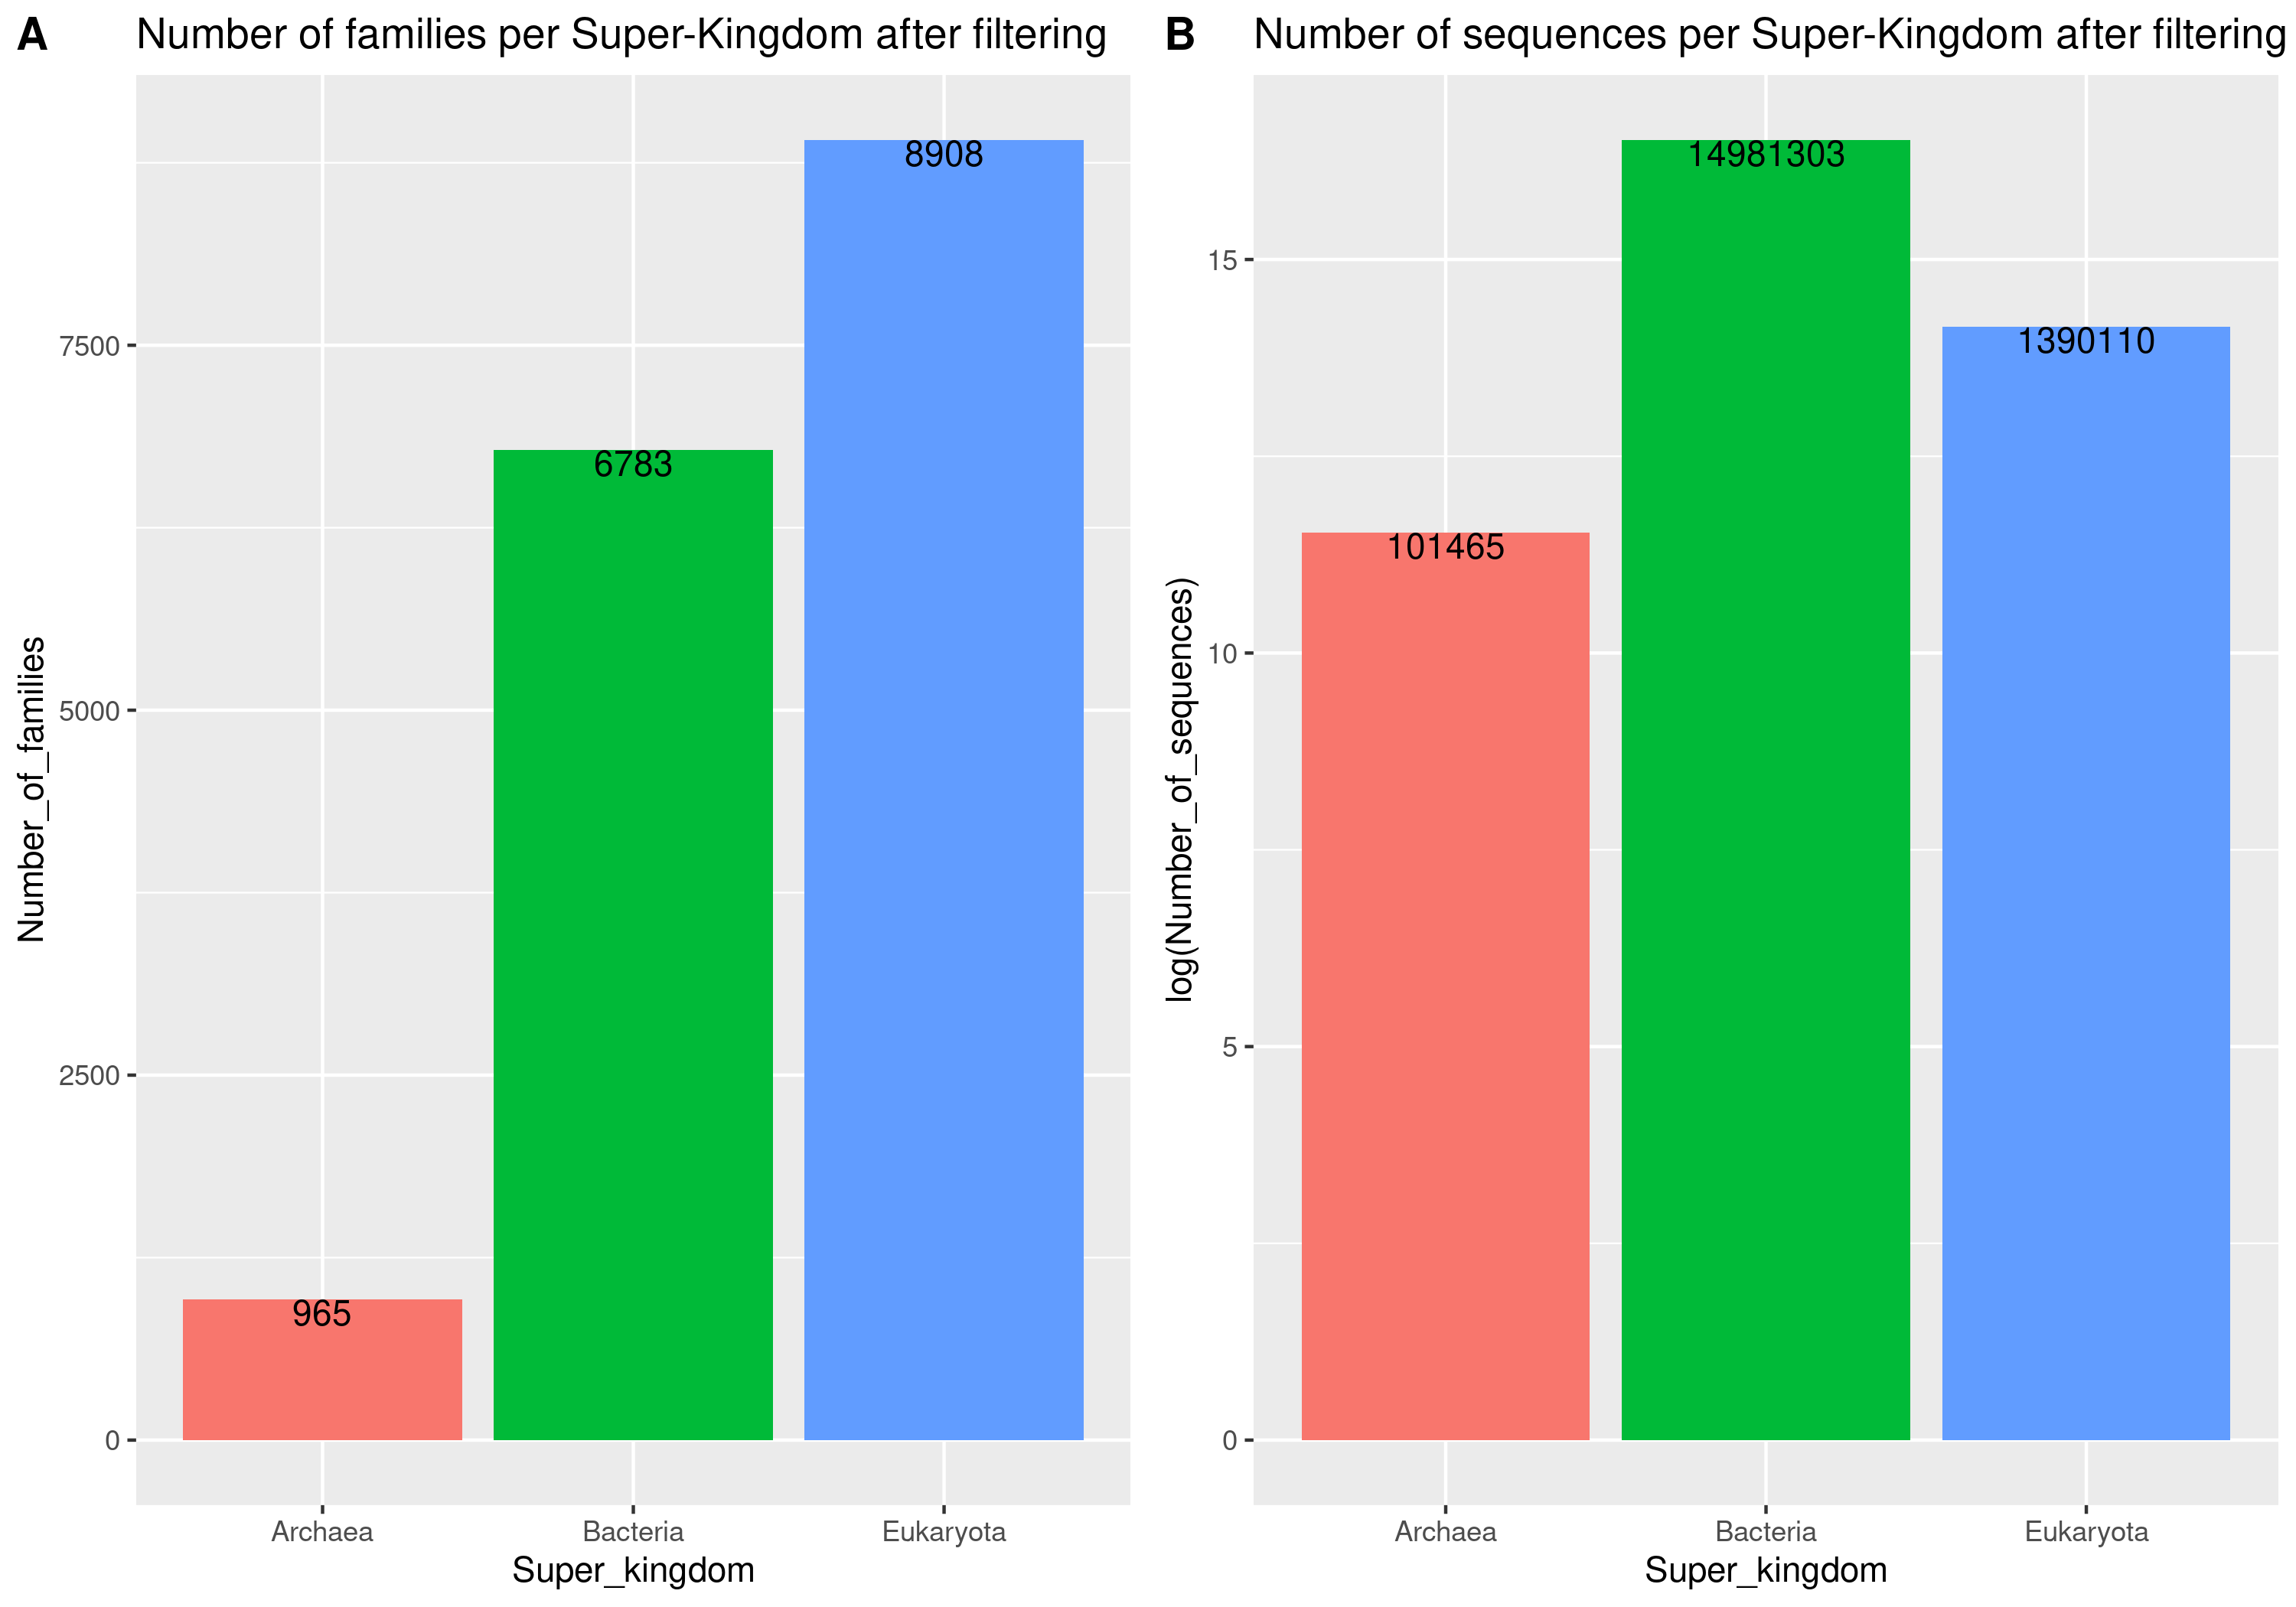 A
Number of families per Super-Kingdom after filtering
Number_of_families
7500
5000
2500
0
8908
6783
965
Archaea
Bacteria
Eukaryota
Super_kingdom
B
Number of sequences per Super-Kingdom after filtering
log(Number_of_sequences)
15
10
5
0
14981303
1390110
101465
Archaea
Bacteria
Eukaryota
Super_kingdom